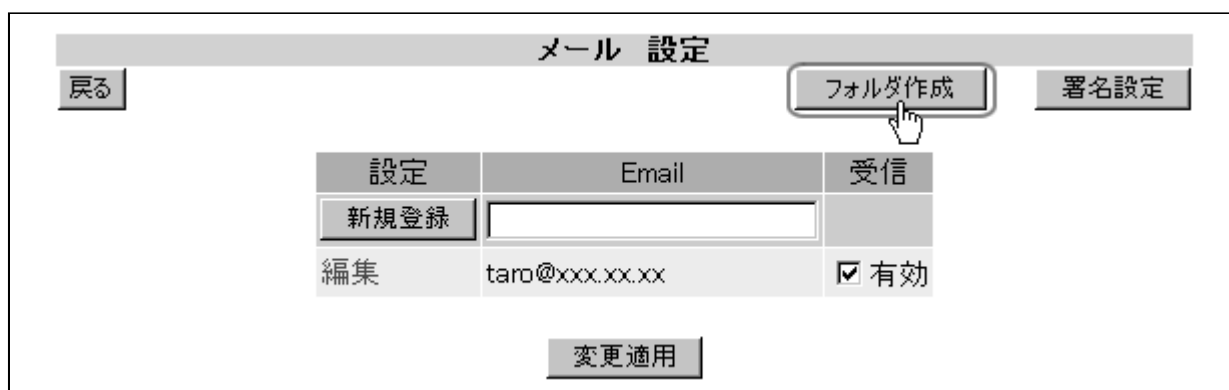 メール 設定
戻る フォルダ作成 署名設定
設定 Email 受信
新規登録
編集 taro@xxx.xx.xx 有効
変更適用